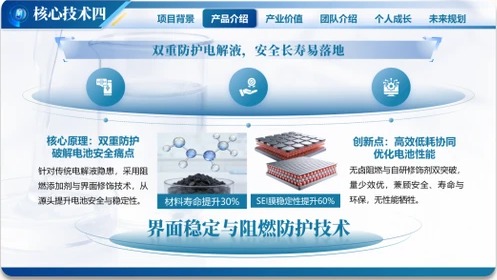 核心技术四
项目背景 产品介绍 产业价值 团队介绍 个人成长 未来规划
双重防护电解液，安全长寿易落地
核心原理：双重防护
破解电池安全痛点
针对传统电解液隐患，采用阻
燃添加剂与界面修饰技术，从
源头提升电池安全与稳定性。
材料寿命提升30%
SEI膜稳定性提升60%
创新点：高效低耗协同
优化电池性能
无卤阻燃与自研修饰剂双突破，
量少效优，兼顾安全、寿命与
环保，无性能牺牲。
界面稳定与阻燃防护技术